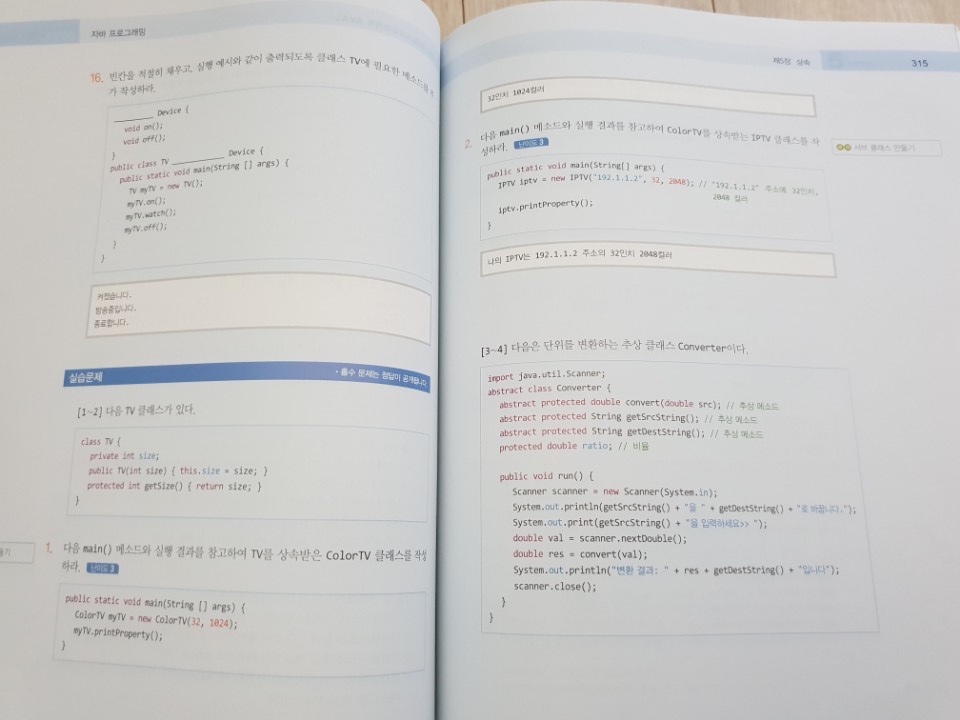 자바 프로그래밍
16. 빈칸을 적절히 채우고, 실행 예시와 같이 출력되도록 클래스 TV에 필요한 메소드를
가 작성하라.
________ Device {
void on();
void off();
}
public class TV ____________ Device {
public static void main(String [] args) {
TV myTV = new TV();
myTV.on();
myTV.watch();
myTV.off();
}
}
켜졌습니다.
방송중입니다.
종료합니다.
실습문제
• 홀수 문제는 정답이 공개됩니다.
[1~2] 다음 TV 클래스가 있다.
class TV {
private int size;
public TV(int size) { this.size = size; }
protected int getSize() { return size; }
}
1. 다음 main() 메소드와 실행 결과를 참고하여 TV를 상속받은 ColorTV 클래스를 작성
하라. 난이도 3
public static void main(String [] args) {
ColorTV myTV = new ColorTV(32, 1024);
myTV.printProperty();
}
제5장 상속 315
32인치 1024컬러
2. 다음 main() 메소드와 실행 결과를 참고하여 ColorTV를 상속받는 IPTV 클래스를 작
성하라. 난이도 3
서브 클래스 만들기
public static void main(String[] args) {
IPTV iptv = new IPTV("192.1.1.2", 32, 2048); // "192.1.1.2" 주소에 32인치,
2048 컬러
iptv.printProperty();
}
나의 IPTV는 192.1.1.2 주소의 32인치 2048컬러
[3~4] 다음은 단위를 변환하는 추상 클래스 Converter이다.
import java.util.Scanner;
abstract class Converter {
abstract protected double convert(double src); // 추상 메소드
abstract protected String getSrcString(); // 추상 메소드
abstract protected String getDestString(); // 추상 메소드
protected double ratio; // 비율
public void run() {
Scanner scanner = new Scanner(System.in);
System.out.println(getSrcString() + "을 " + getDestString() + "로 바꿉니다.");
System.out.print(getSrcString() + "을 입력하세요>> ");
double val = scanner.nextDouble();
double res = convert(val);
System.out.println("변환 결과: " + res + getDestString() + "입니다");
scanner.close();
}
}